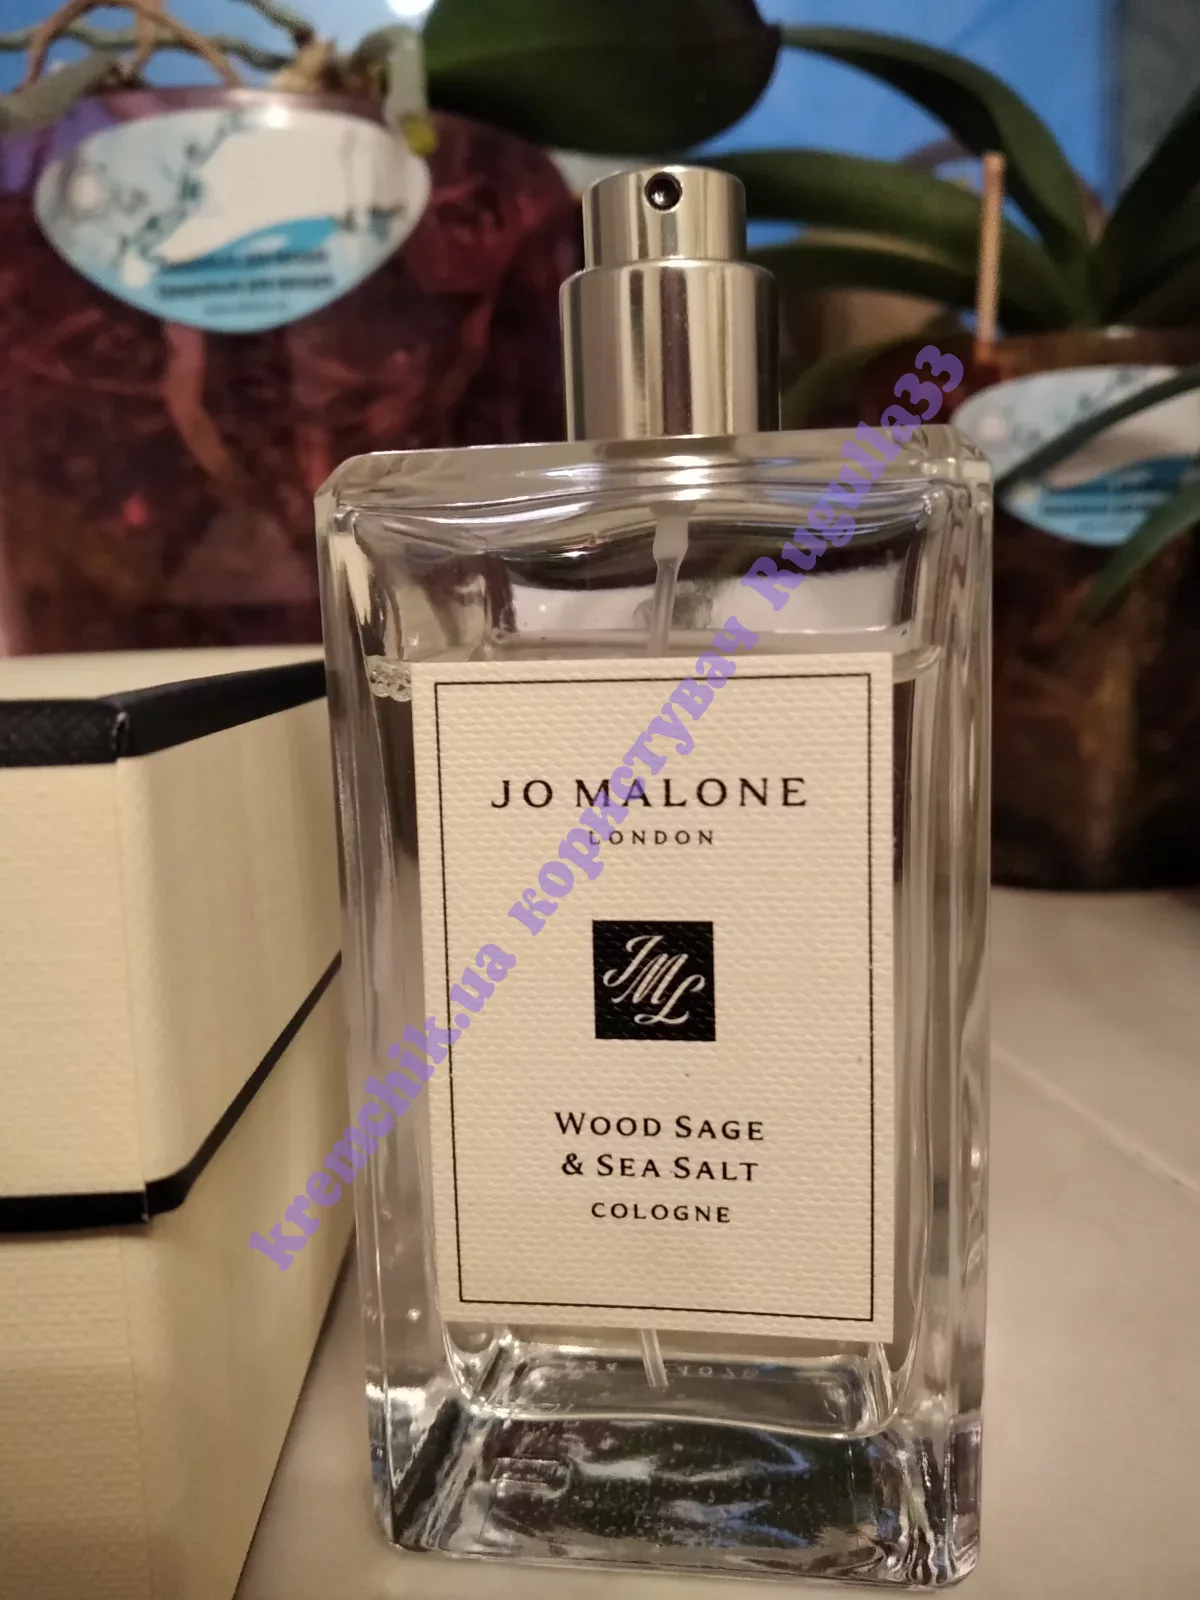 JO MALONE
LONDON
JML
WOOD SAGE
& SEA SALT
COLOGNE
kremchik.ua користувач Rugulla33